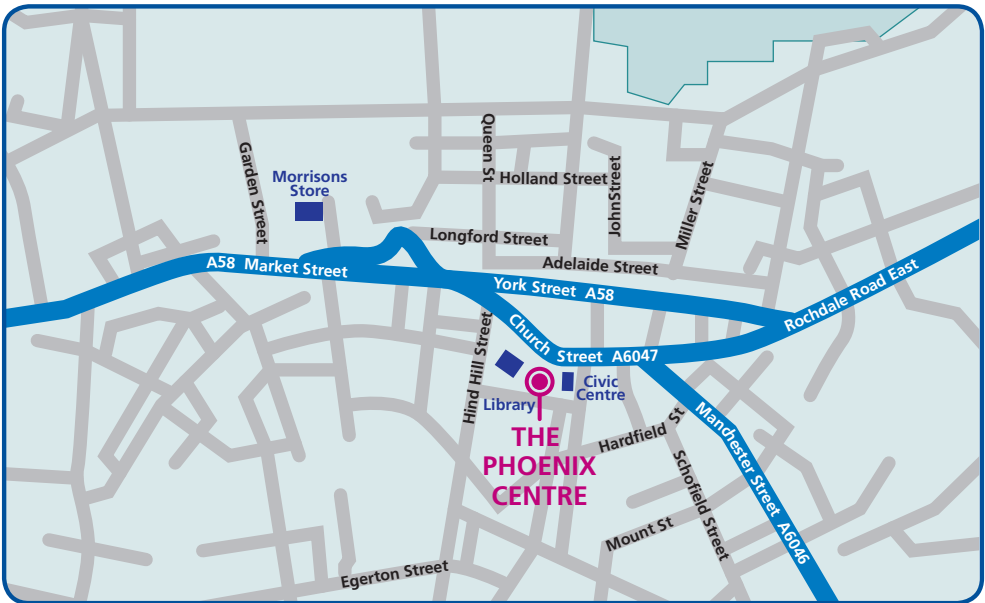 Queen St
Garden Street
Morrisons
Store
Holland Street
JohnStreet
Miller Street
Longford Street
A58 Market Street
Adelaide Street
York Street A58
Rochdale Road East
Church Street A6047
Hind Hill Street
Civic
Centre
Library
THE
PHOENIX
CENTRE
Hardfield St
Manchester Street A6046
Schofield Street
Mount St
Egerton Street